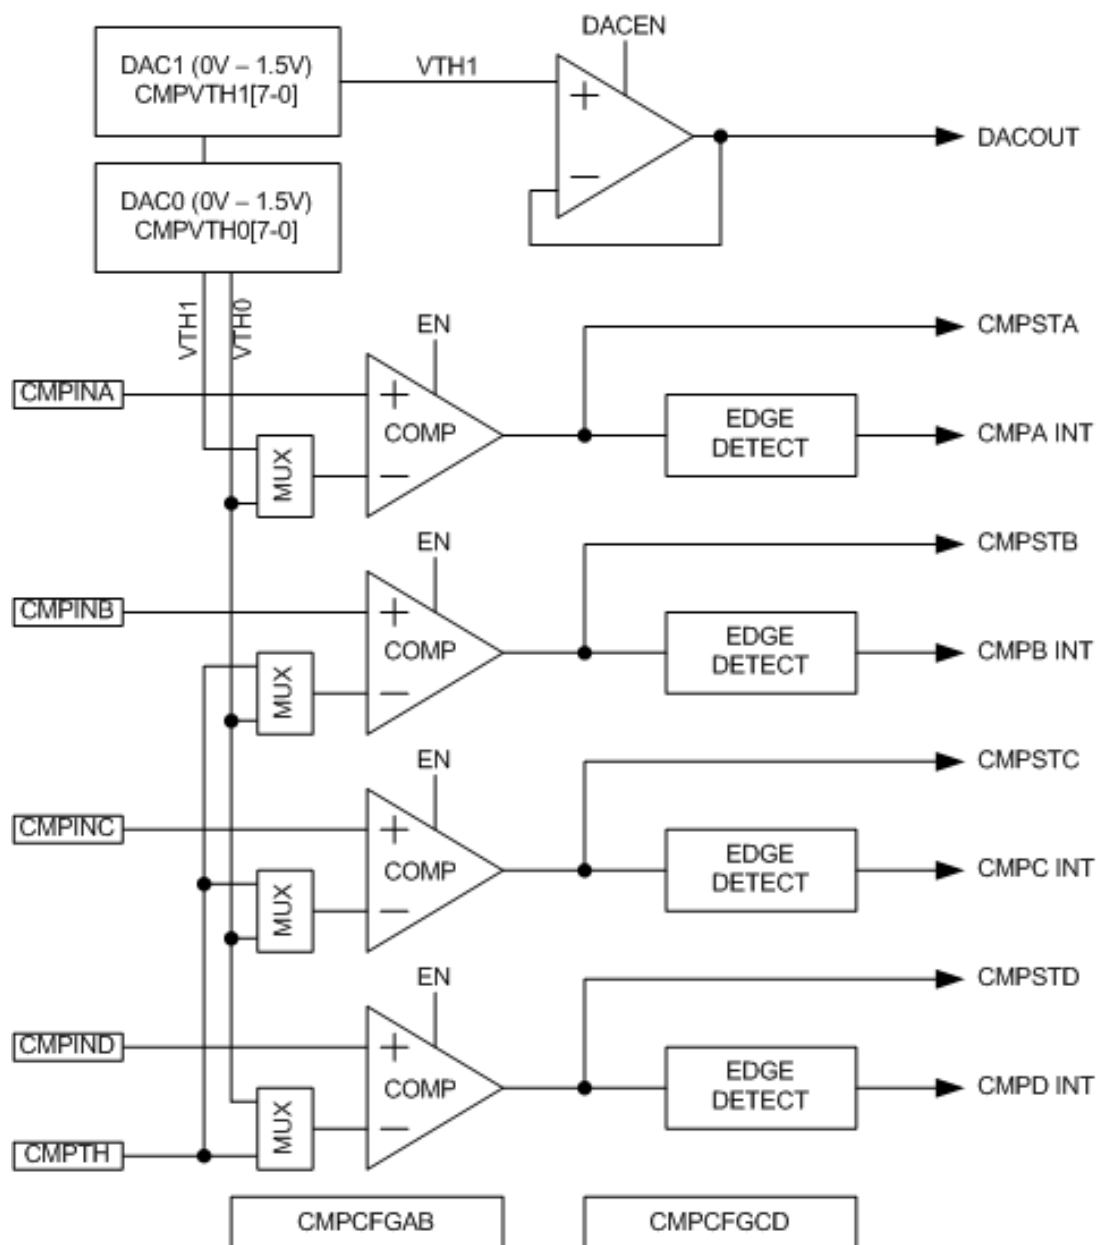 DACEN
DAC1 (0V – 1.5V)
CMPVTH1[7-0]
VTH1
+
−
DACOUT
DAC0 (0V – 1.5V)
CMPVTH0[7-0]
VTH1
VTH0
EN
CMPSTA
CMPINA
+
COMP
−
MUX
EDGE
DETECT
CMPA INT
EN
CMPSTB
CMPINB
+
COMP
−
MUX
EDGE
DETECT
CMPB INT
EN
CMPSTC
CMPINC
+
COMP
−
MUX
EDGE
DETECT
CMPC INT
EN
CMPSTD
CMPIND
+
COMP
−
MUX
EDGE
DETECT
CMPD INT
CMPTH
CMPCFGAB
CMPCFGCD